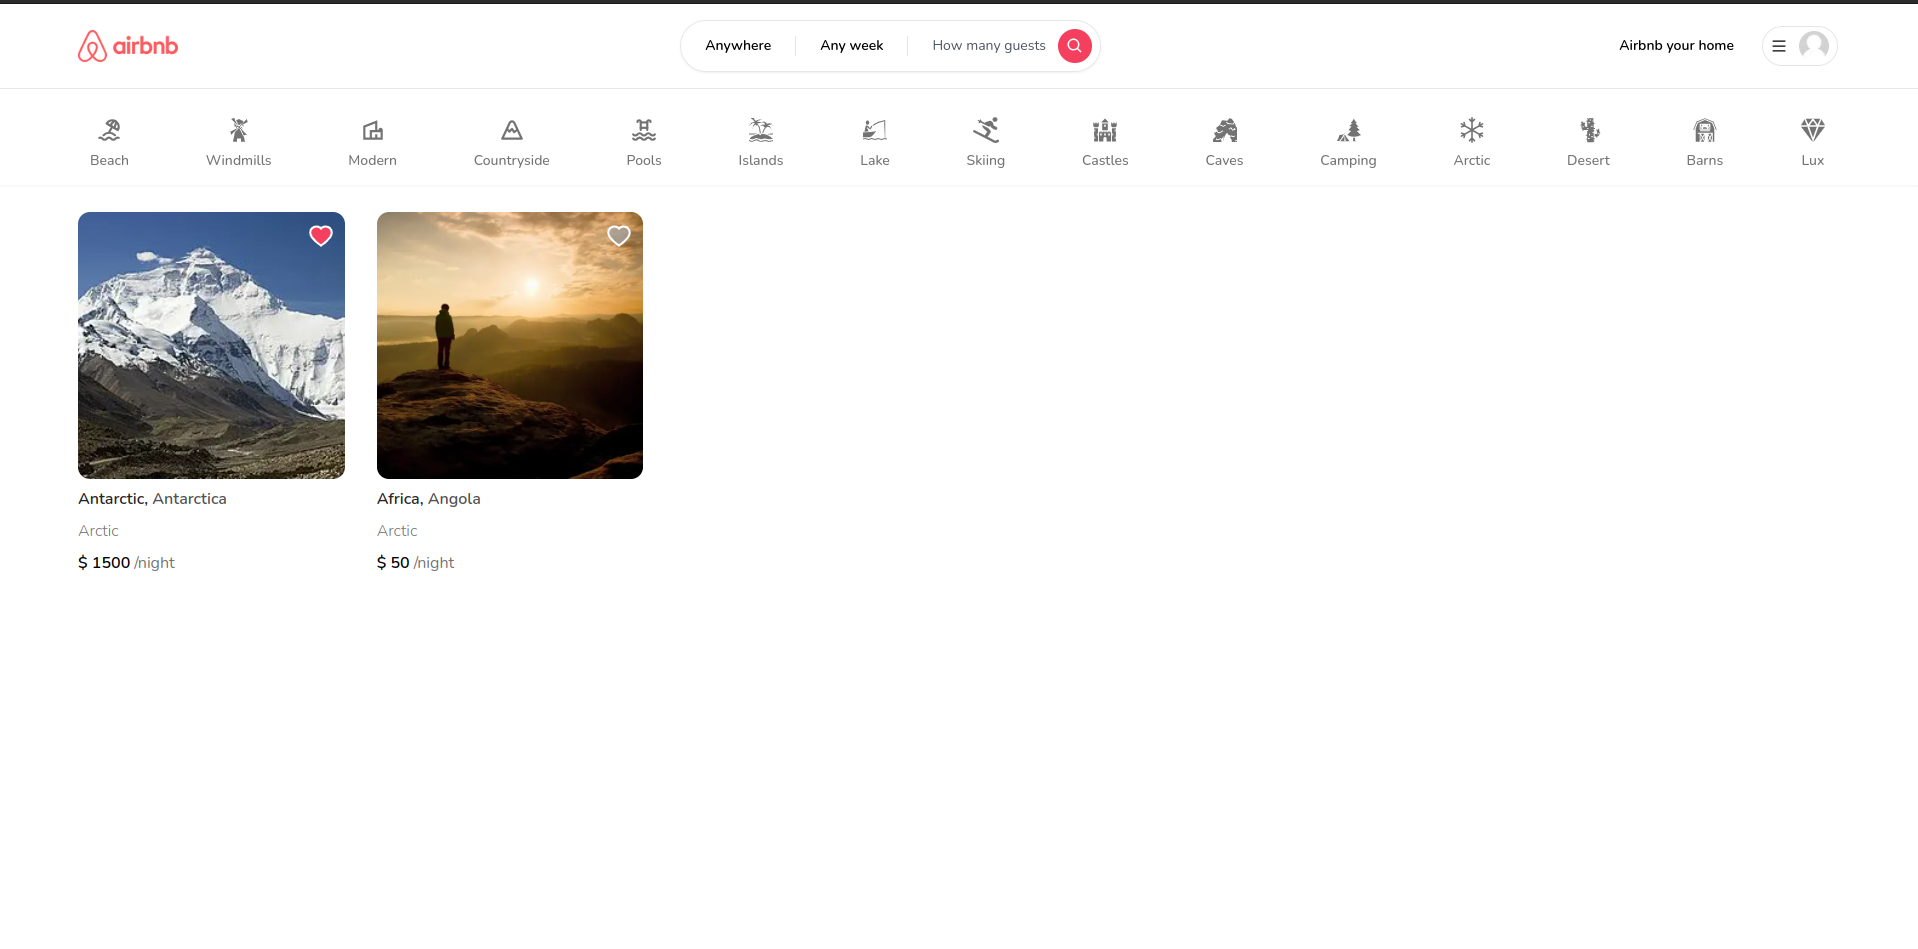 airbnb
Anywhere
Any week
How many guests
Airbnb your home
Beach
Windmills
Modern
Countryside
Pools
Islands
Lake
Skiing
Castles
Caves
Camping
Arctic
Desert
Barns
Lux
Antarctic, Antarctica
Arctic
$ 1500 /night
Africa, Angola
Arctic
$ 50 /night